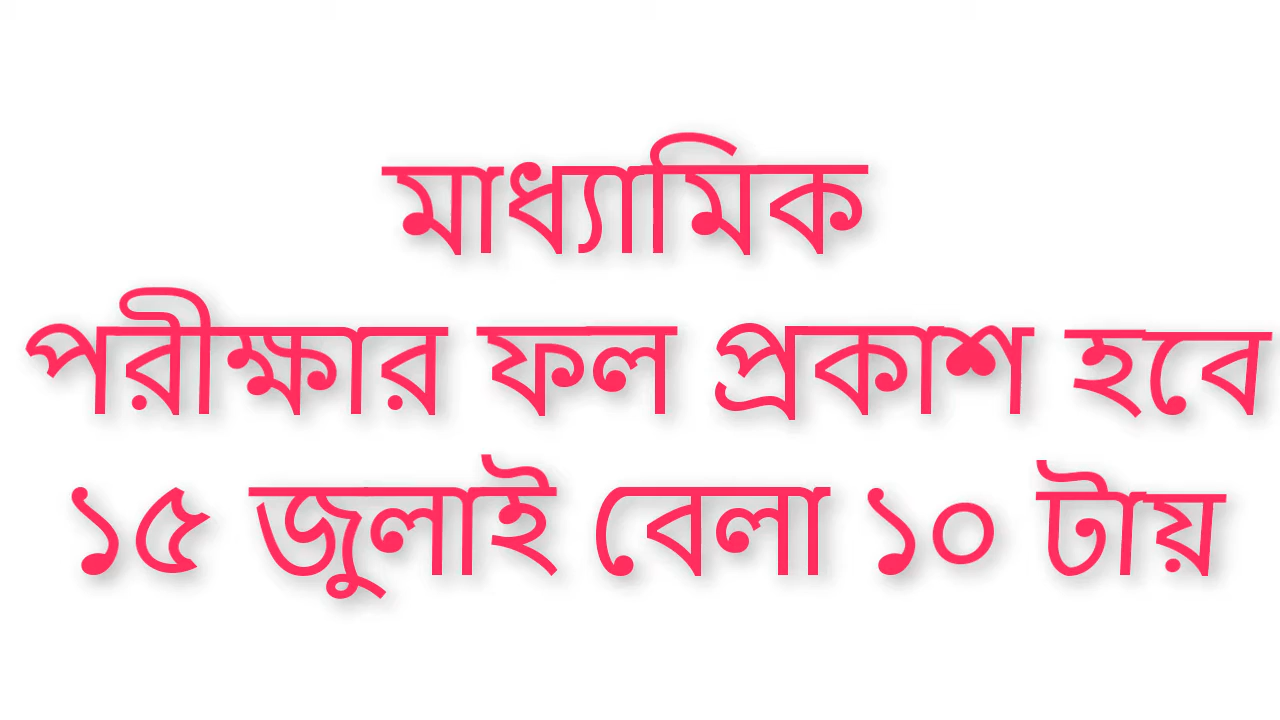 মাধ্যামিক
পরীক্ষার ফল প্রকাশ হবে
১৫ জুলাই বেলা ১০ টায়